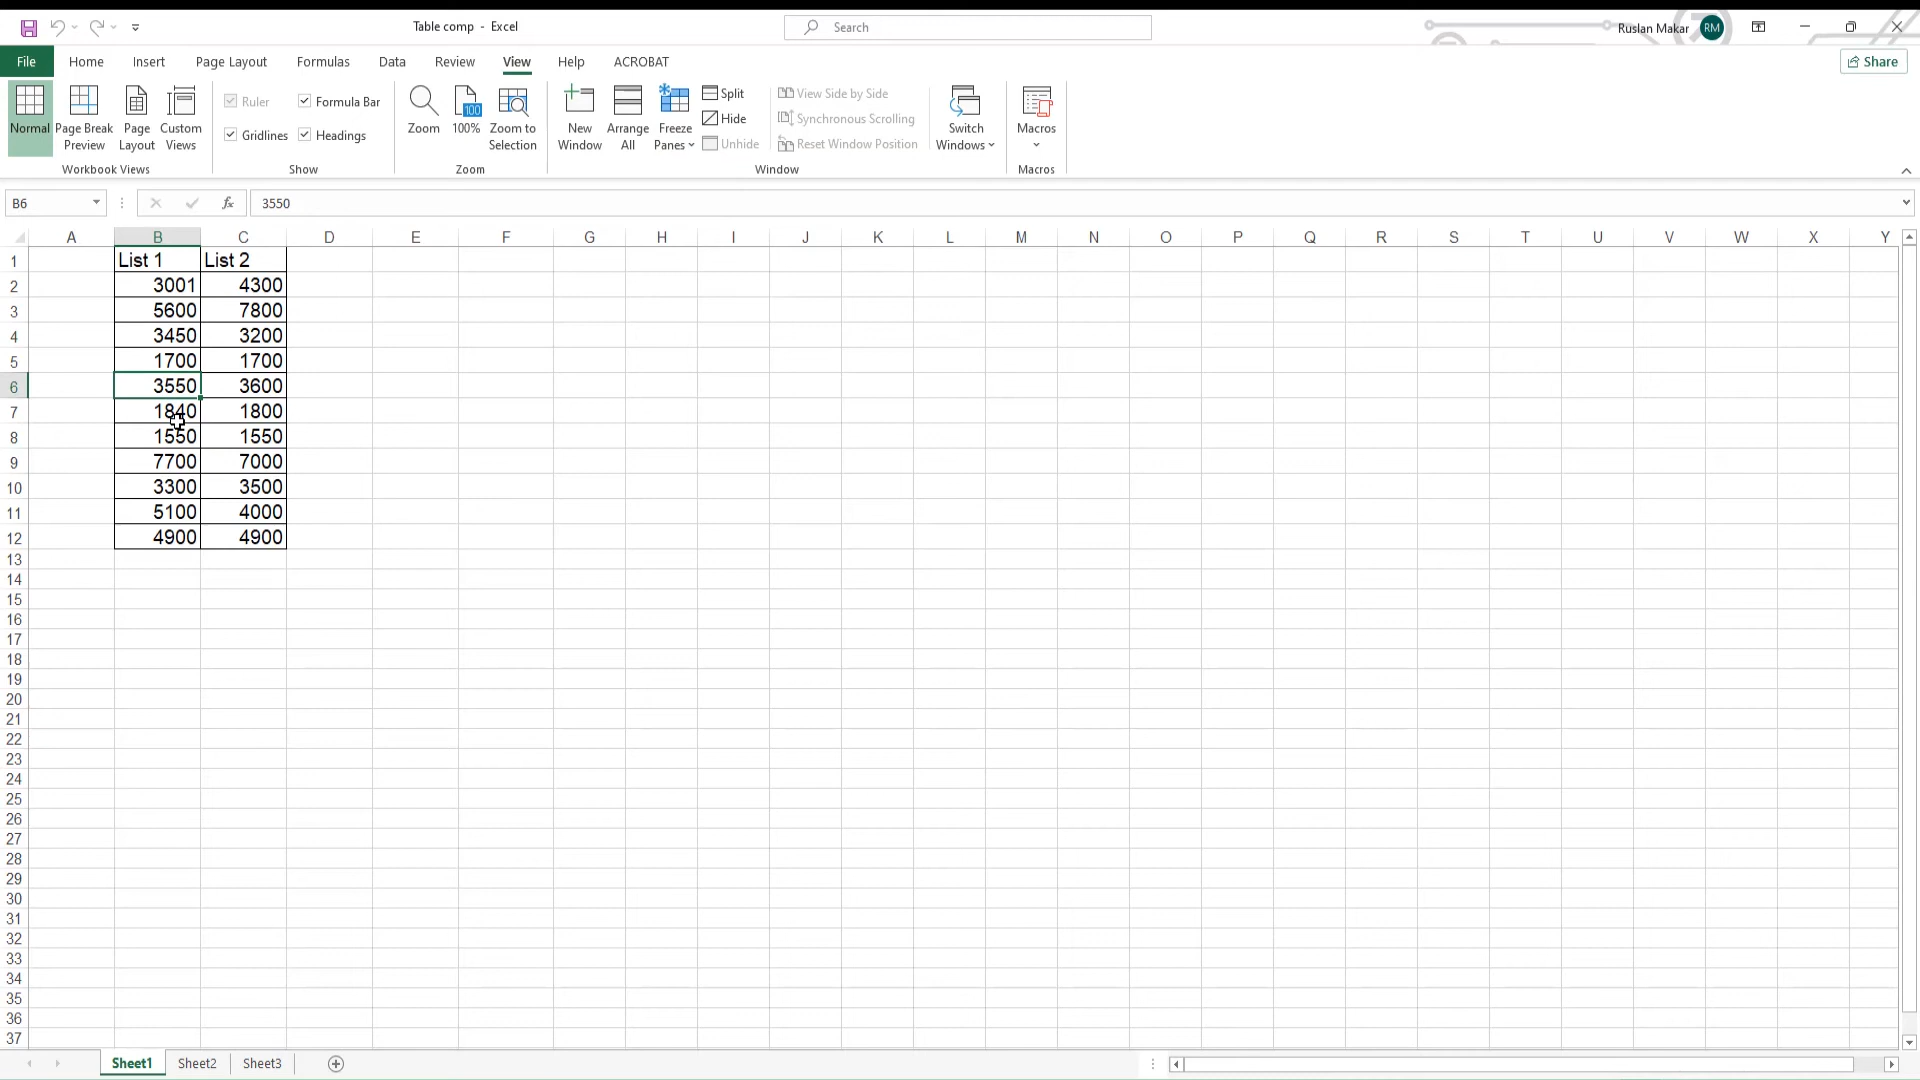 Table comp - Excel
Search
Ruslan Makar RM
File Home Insert Page Layout Formulas Data Review View Help ACROBAT Share
Normal
Page Break Preview
Page Layout
Custom Views
Workbook Views
Ruler
Formula Bar
Gridlines
Headings
Show
Zoom
100
100%
Zoom to Selection
Zoom
New Window
Arrange All
Freeze Panes
Split
Hide
Unhide
View Side by Side
Synchronous Scrolling
Reset Window Position
Window
Switch Windows
Macros
Macros
B6 fx 3550
A B C D E F G H I J K L M N O P Q R S T U V W X Y
1 List 1 List 2
2 3001 4300
3 5600 7800
4 3450 3200
5 1700 1700
6 3550 3600
7 1840 1800
8 1550 1550
9 7700 7000
10 3300 3500
11 5100 4000
12 4900 4900
13
14
15
16
17
18
19
20
21
22
23
24
25
26
27
28
29
30
31
32
33
34
35
36
37
Sheet1 Sheet2 Sheet3